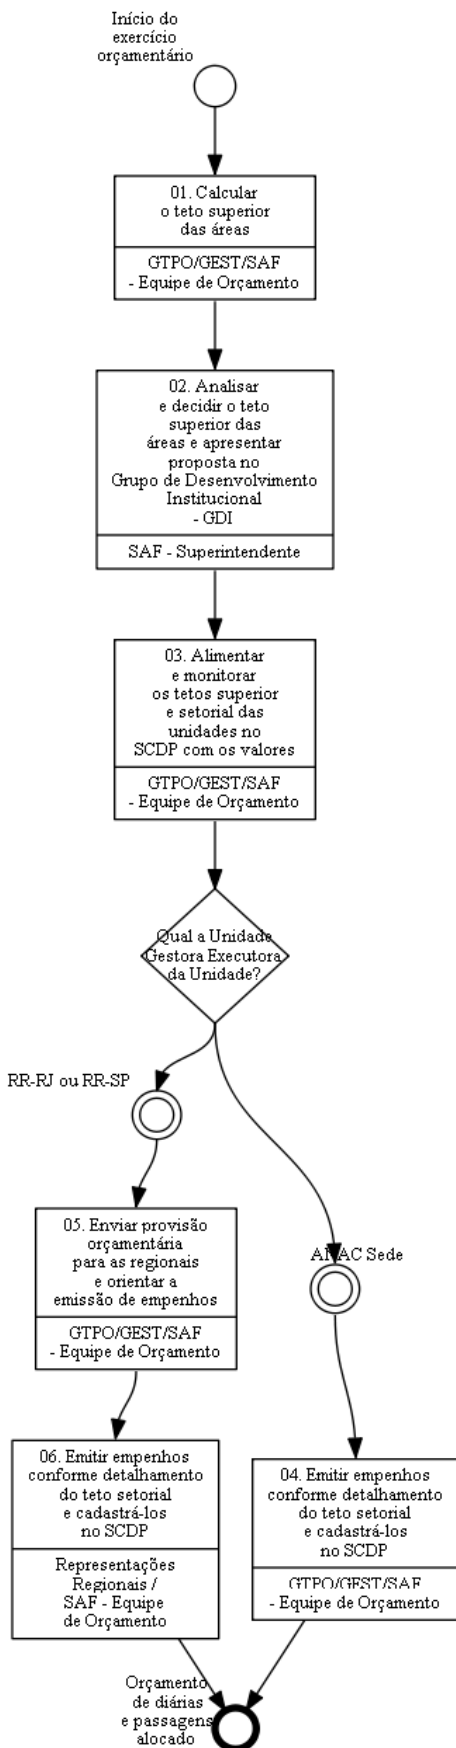 Início do
exercício
orçamentário
01. Calcular
o teto superior
das áreas
GTPO/GEST/SAF
- Equipe de Orçamento
02. Analisar
e decidir o teto
superior das
áreas e apresentar
proposta no
Grupo de Desenvolvimento
Institucional
- GDI
SAF - Superintendente
03. Alimentar
e monitorar
os tetos superior
e setorial das
unidades no
SCDP com os valores
GTPO/GEST/SAF
- Equipe de Orçamento
Qual a Unidade
Gestora Executora
da Unidade?
RR-RJ ou RR-SP
05. Enviar provisão
orçamentária
para as regionais
e orientar a
emissão de empenhos
GTPO/GEST/SAF
- Equipe de Orçamento
ANAC Sede
06. Emitir empenhos
conforme detalhamento
do teto setorial
e cadastrá-los
no SCDP
Representações
Regionais /
SAF - Equipe
de Orçamento
04. Emitir empenhos
conforme detalhamento
do teto setorial
e cadastrá-los
no SCDP
GTPO/GEST/SAF
- Equipe de Orçamento
Orçamento
de diárias
e passagens
alocado